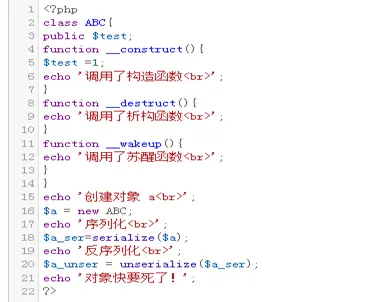 1 <?php
2 class ABC{
3 public $test;
4 function __construct(){
5 $test =1;
6 echo '调用了构造函数<br>';
7 }
8 function __destruct(){
9 echo '调用了析构函数<br>';
10 }
11 function __wakeup(){
12 echo '调用了苏醒函数<br>';
13 }
14 }
15 echo '创建对象 a<br>';
16 $a = new ABC;
17 echo '序列化<br>';
18 $a_ser=serialize($a);
19 echo '反序列化<br>';
20 $a_unser = unserialize($a_ser);
21 echo '对象快要死了！';
22 ?>